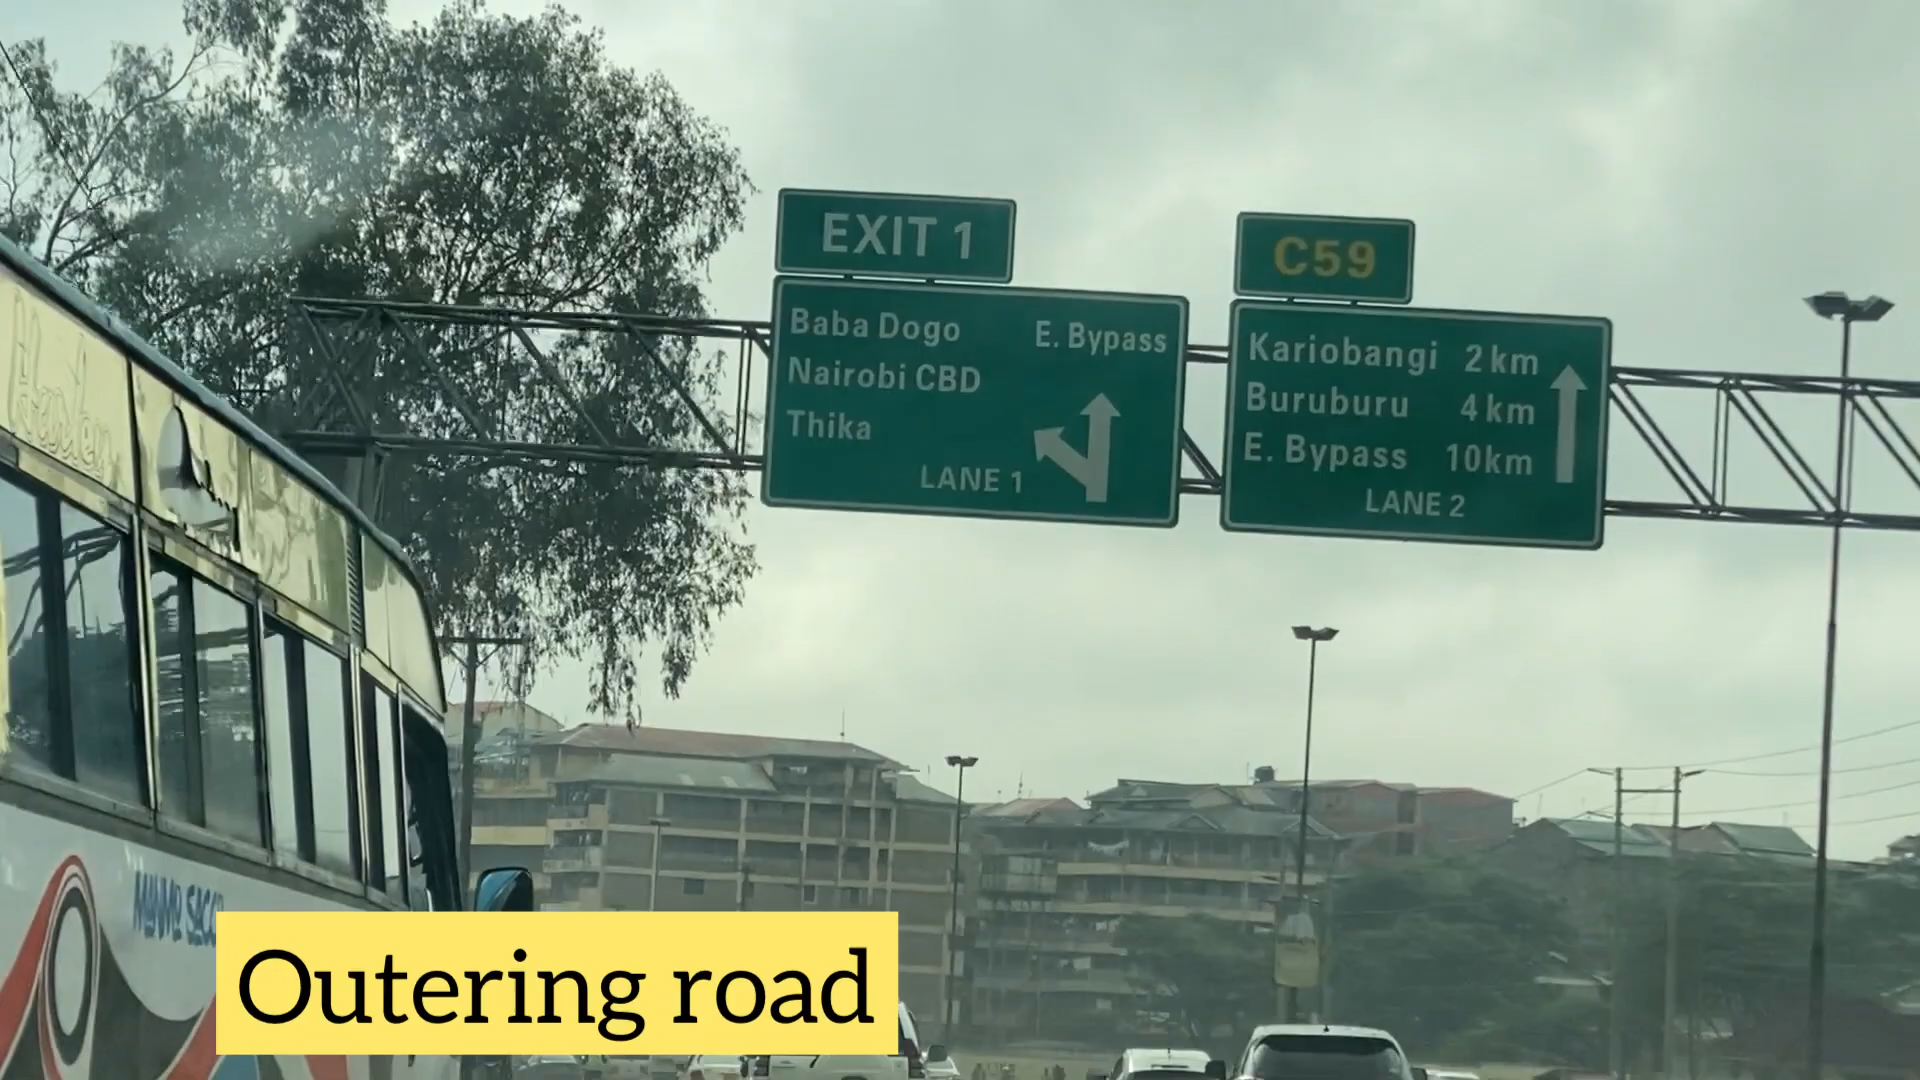 EXIT 1
Baba Dogo E. Bypass
Nairobi CBD
Thika
LANE 1
C59
Kariobangi 2 km
Buruburu 4 km
E. Bypass 10km
LANE 2
Outering road